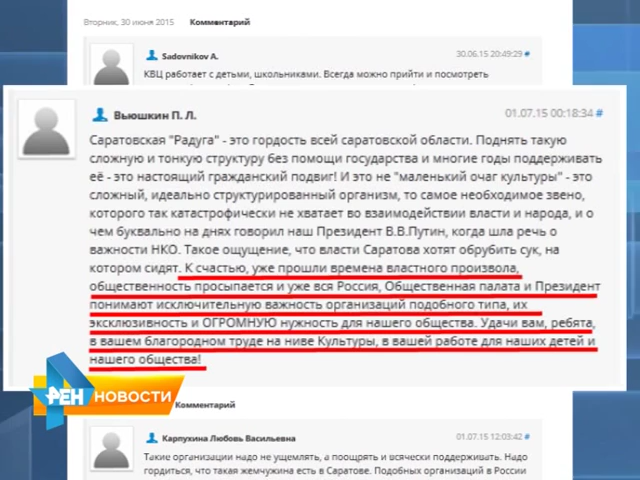 Вторник, 30 июня 2015 Комментарий
Sadovnikov A. 30.06.15 20:49:29 #
КВЦ работает с детьми, школьниками. Всегда можно прийти и посмотреть
Вьюшкин П. Л. 01.07.15 00:18:34 #
Саратовская "Радуга" - это гордость всей саратовской области. Поднять такую
сложную и тонкую структуру без помощи государства и многие годы поддерживать
её - это настоящий гражданский подвиг! И это не "маленький очаг культуры" - это
сложный, идеально структурированный организм, то самое необходимое звено,
которого так катастрофически не хватает во взаимодействии власти и народа, и о
чем буквально на днях говорил наш Президент В.В.Путин, когда шла речь о
важности НКО. Такое ощущение, что власти Саратова хотят обрубить сук, на
котором сидят. К счастью, уже прошли времена властного произвола,
общественность просыпается и уже вся Россия, Общественная палата и Президент
понимают исключительную важность организаций подобного типа, их
эксклюзивность и ОГРОМНУЮ нужность для нашего общества. Удачи вам, ребята,
в вашем благородном труде на ниве Культуры, в вашей работе для наших детей и
нашего общества!
РЕН НОВОСТИ
Комментарий
Карпухина Любовь Васильевна 01.07.15 12:03:42 #
Такие организации надо не ущемлять, а поощрять и всячески поддерживать. Надо
гордиться, что такая жемчужина есть в Саратове. Подобных организаций в России